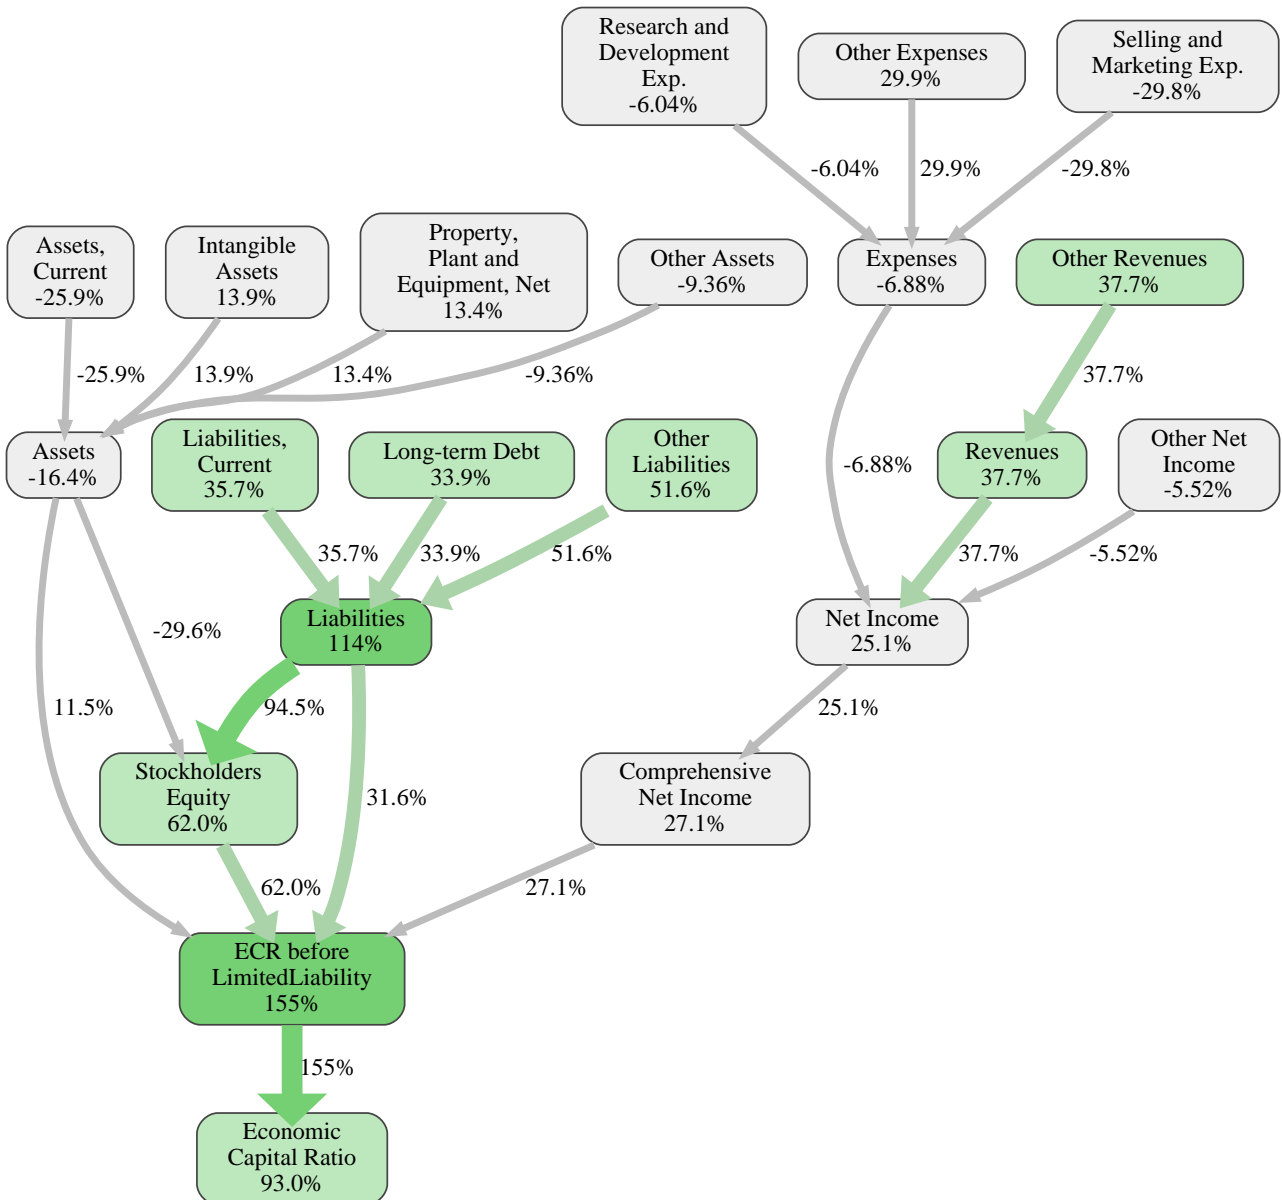 Research and
Development
Exp.
-6.04%
Other Expenses
29.9%
Selling and
Marketing Exp.
-29.8%
-6.04%
29.9%
-29.8%
Assets,
Current
-25.9%
Intangible
Assets
13.9%
Property,
Plant and
Equipment, Net
13.4%
Other Assets
-9.36%
Expenses
-6.88%
Other Revenues
37.7%
-25.9%
13.9%
13.4%
-9.36%
37.7%
Assets
-16.4%
Liabilities,
Current
35.7%
Long-term Debt
33.9%
Other
Liabilities
51.6%
-6.88%
Revenues
37.7%
Other Net
Income
-5.52%
35.7%
33.9%
51.6%
37.7%
-5.52%
Liabilities
114%
Net Income
25.1%
-29.6%
11.5%
94.5%
25.1%
Stockholders
Equity
62.0%
31.6%
Comprehensive
Net Income
27.1%
62.0%
27.1%
ECR before
LimitedLiability
155%
155%
Economic
Capital Ratio
93.0%